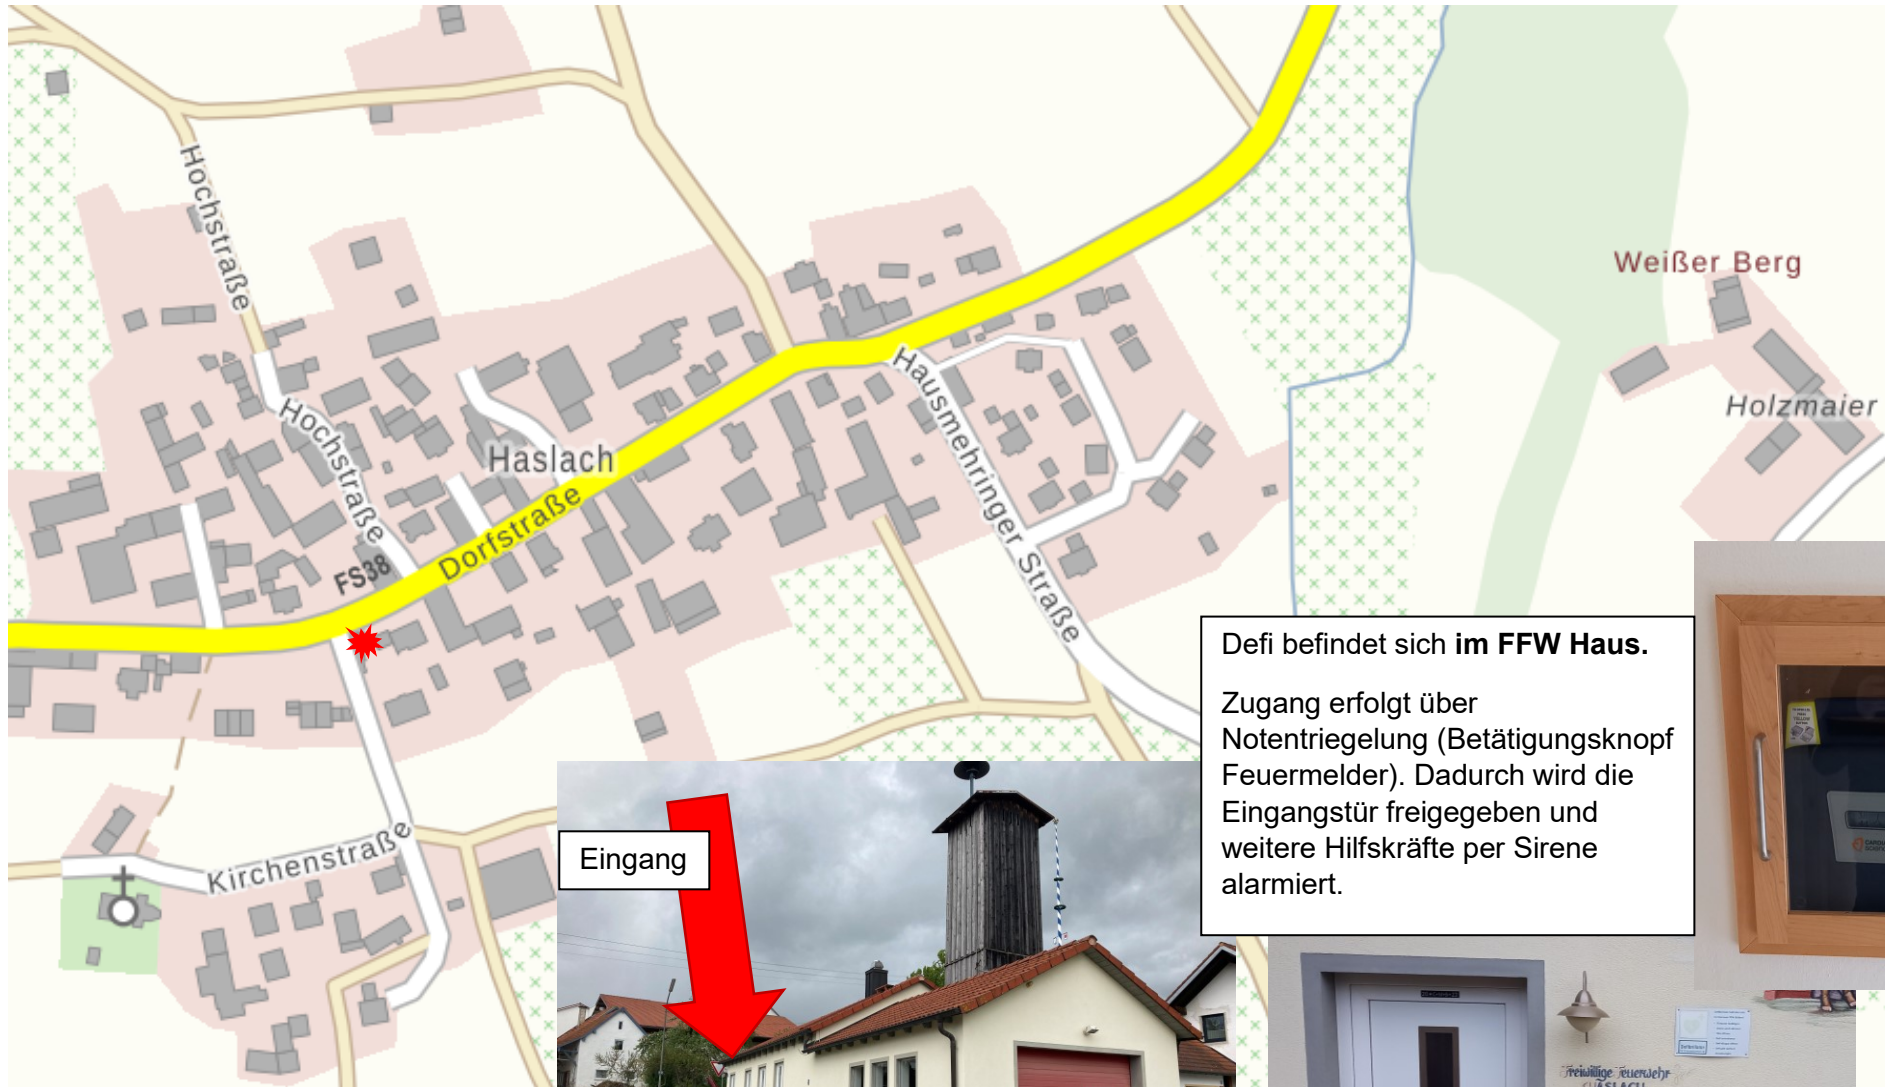 Hochstraße
Weißer Berg
Holzmaier
Hochstraße
Haslach
Hausmehringer Straße
Dorfstraße
FS38
Defi befindet sich im FFW Haus.
Zugang erfolgt über
Notentriegelung (Betätigungsknopf
Feuermelder). Dadurch wird die
Eingangstür freigegeben und
weitere Hilfskräfte per Sirene
alarmiert.
Eingang
Kirchenstraße
Freiwillige Feuerwehr
HASLACH